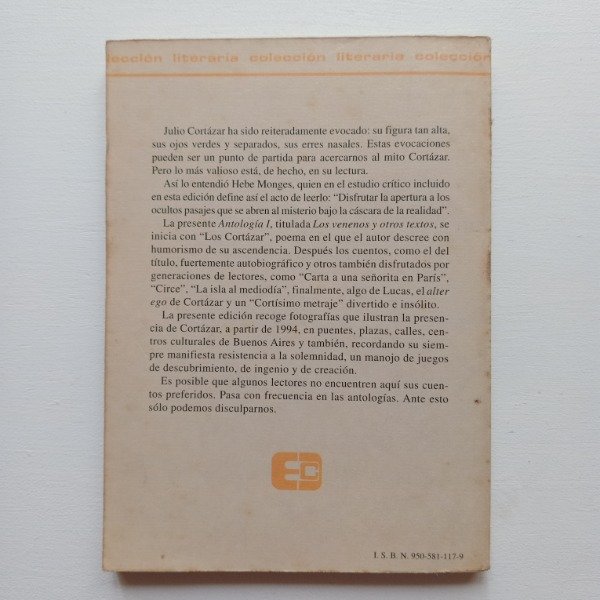 lección literaria colección literaria colección
Julio Cortázar ha sido reiteradamente evocado: su figura tan alta,
sus ojos verdes y separados, sus erres nasales. Estas evocaciones
pueden ser un punto de partida para acercarnos al mito Cortázar.
Pero lo más valioso está, de hecho, en su lectura.
Así lo entendió Hebe Monges, quien en el estudio crítico incluido
en esta edición define así el acto de leerlo: “Disfrutar la apertura a los
ocultos pasajes que se abren al misterio bajo la cáscara de la realidad”.
La presente Antología I, titulada Los venenos y otros textos, se
inicia con “Los Cortázar”, poema en el que el autor descree con
humorismo de su ascendencia. Después los cuentos, como el del
título, fuertemente autobiográfico y otros también disfrutados por
generaciones de lectores, como “Carta a una señorita en París”,
“Circe”, “La isla al mediodía”, finalmente, algo de Lucas, el alter
ego de Cortázar y un “Cortísimo metraje” divertido e insólito.
La presente edición recoge fotografías que ilustran la presen-
cia de Cortázar, a partir de 1994, en puentes, plazas, calles, cen-
tros culturales de Buenos Aires y también, recordando su siem-
pre manifiesta resistencia a la solemnidad, un manojo de juegos
de descubrimiento, de ingenio y de creación.
Es posible que algunos lectores no encuentren aquí sus cuen-
tos preferidos. Pasa con frecuencia en las antologías. Ante esto
sólo podemos disculparnos.
I. S. B. N. 950-581-117-9